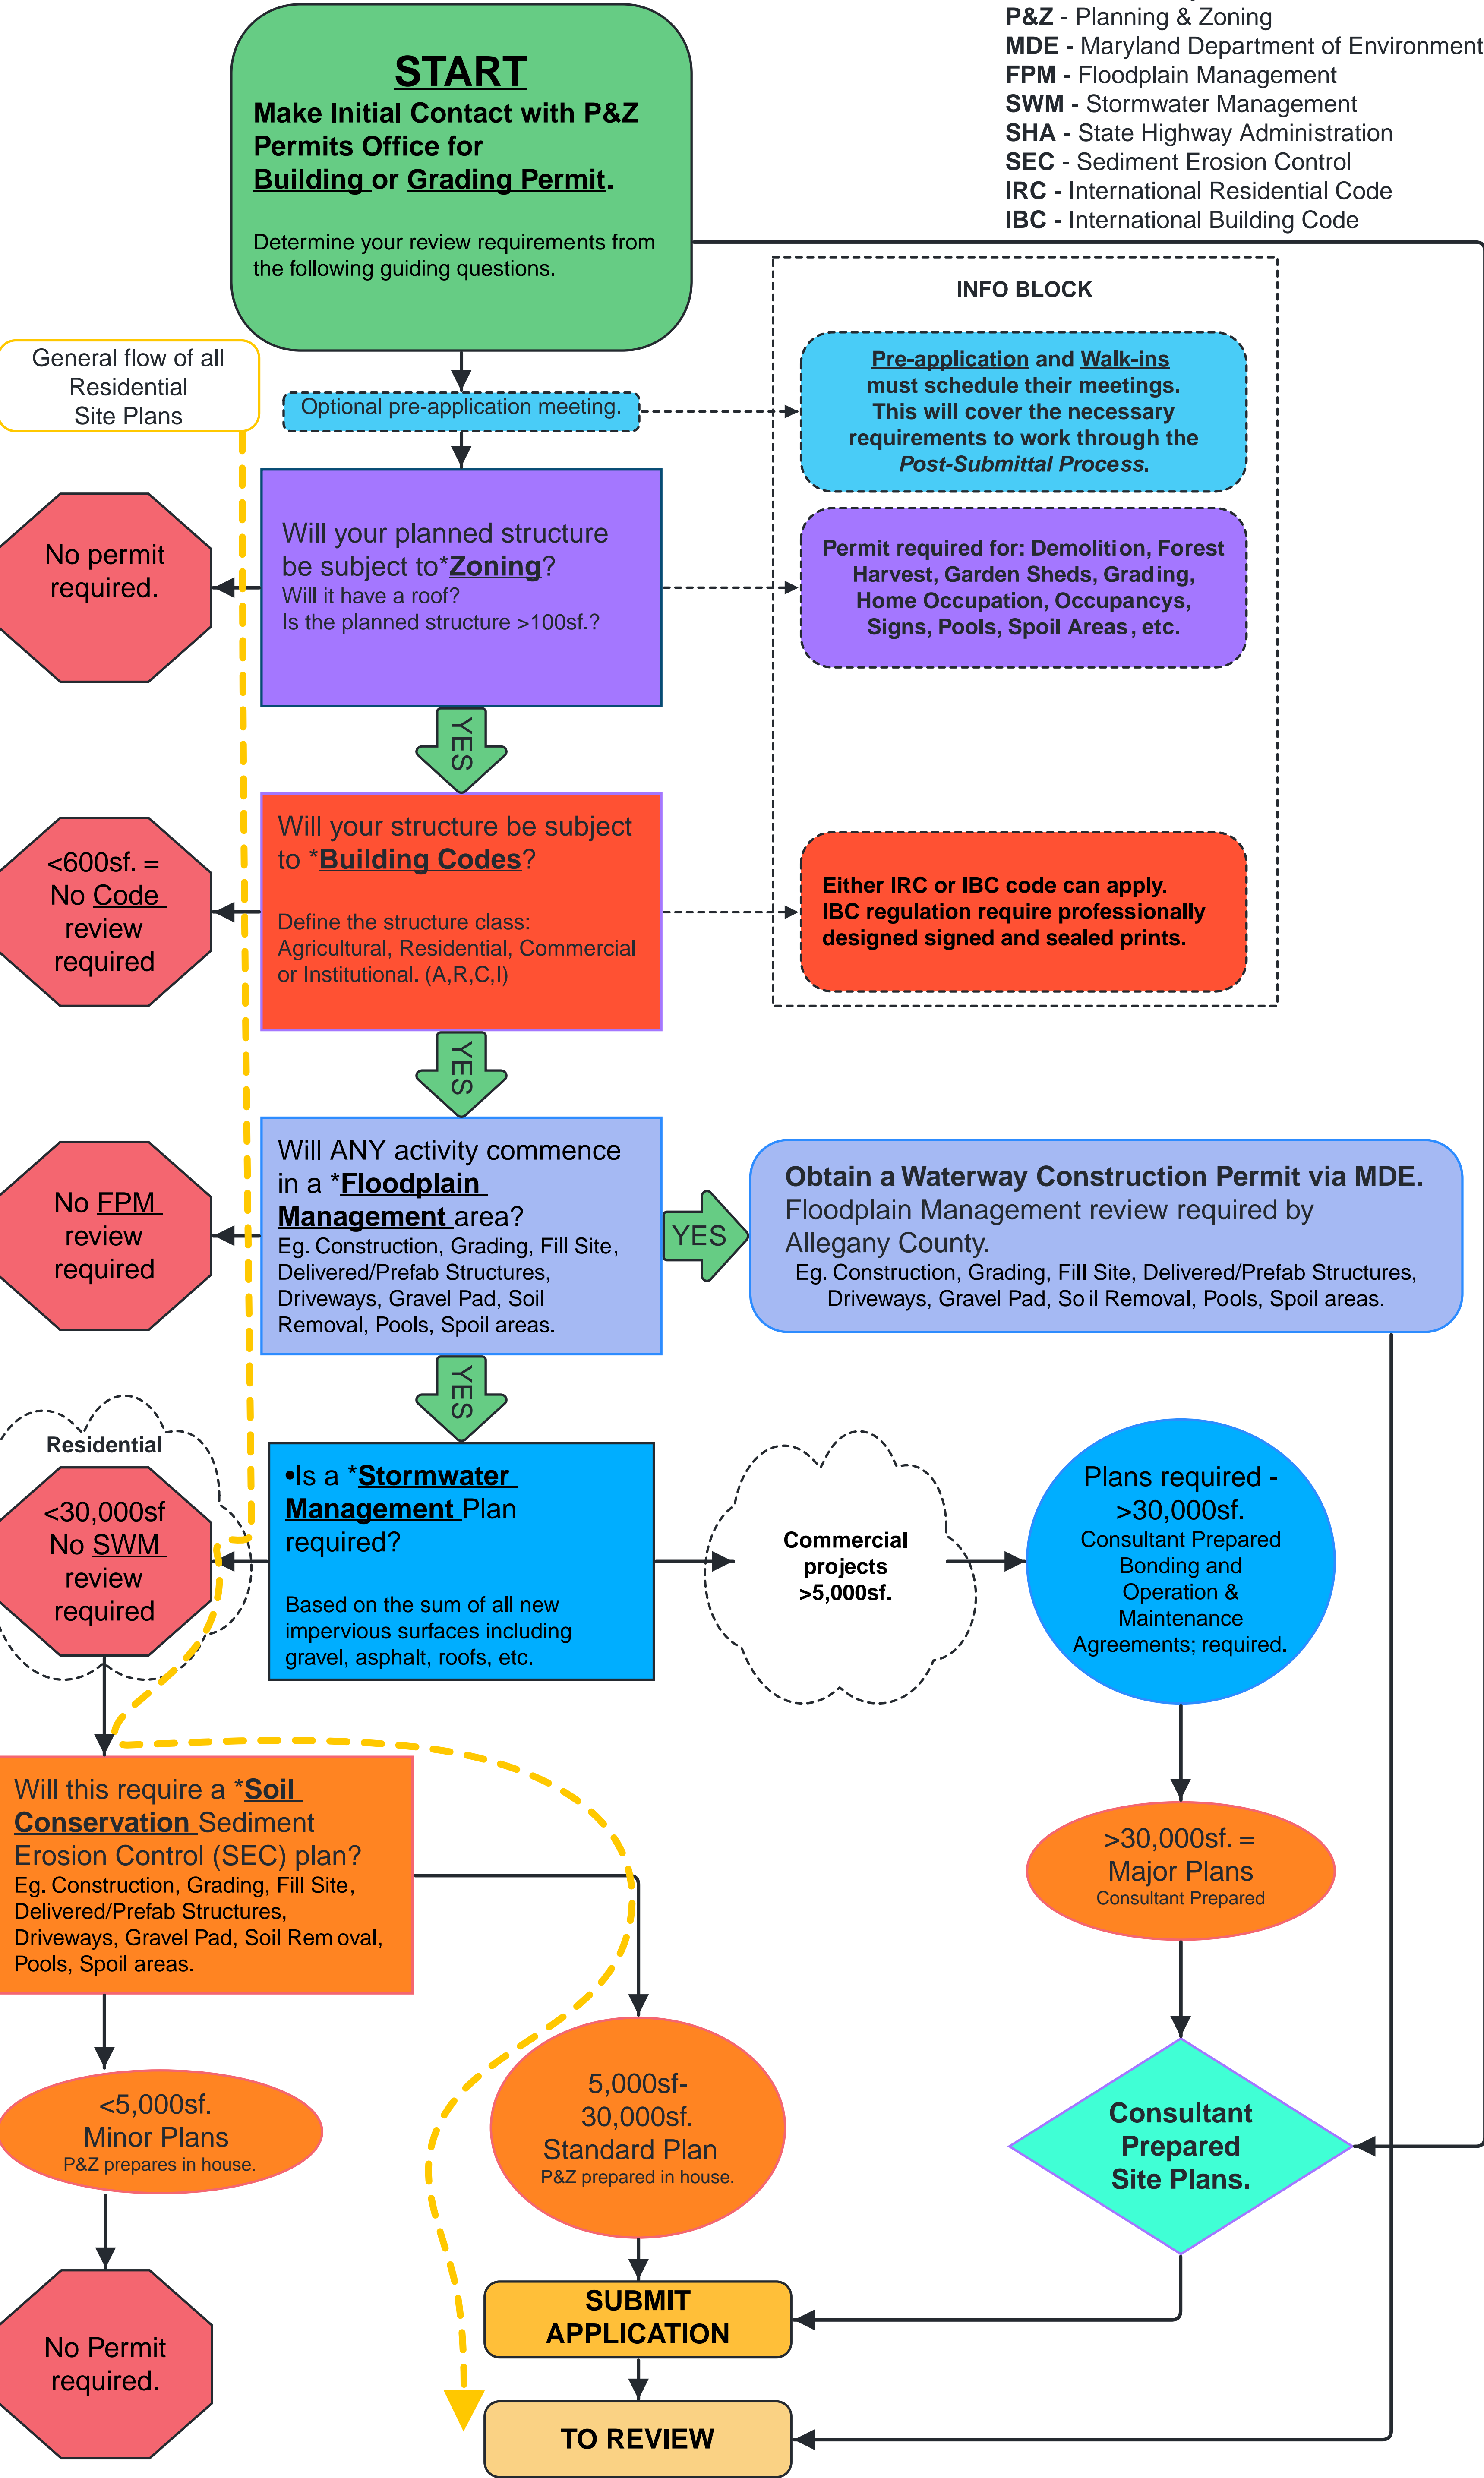 P&Z - Planning & Zoning
MDE - Maryland Department of Environment
FPM - Floodplain Management
SWM - Stormwater Management
SHA - State Highway Administration
SEC - Sediment Erosion Control
IRC - International Residential Code
IBC - International Building Code
START
Make Initial Contact with P&Z
Permits Office for
Building or Grading Permit.
Determine your review requirements from
the following guiding questions.
INFO BLOCK
General flow of all
Residential
Site Plans
Optional pre-application meeting.
Pre-application and Walk-ins
must schedule their meetings.
This will cover the necessary
requirements to work through the
Post-Submittal Process.
No permit
required.
Will your planned structure
be subject to*Zoning?
Will it have a roof?
Is the planned structure >100sf.?
Permit required for: Demolition, Forest
Harvest, Garden Sheds, Grading,
Home Occupation, Occupancys,
Signs, Pools, Spoil Areas, etc.
YES
<600sf. =
No Code
review
required
Will your structure be subject
to *Building Codes?
Define the structure class:
Agricultural, Residential, Commercial
or Institutional. (A,R,C,I)
Either IRC or IBC code can apply.
IBC regulation require professionally
designed signed and sealed prints.
YES
No FPM
review
required
Will ANY activity commence
in a *Floodplain
Management area?
Eg. Construction, Grading, Fill Site,
Delivered/Prefab Structures,
Driveways, Gravel Pad, Soil
Removal, Pools, Spoil areas.
YES
Obtain a Waterway Construction Permit via MDE.
Floodplain Management review required by
Allegany County.
Eg. Construction, Grading, Fill Site, Delivered/Prefab Structures,
Driveways, Gravel Pad, Soil Removal, Pools, Spoil areas.
YES
Residential
<30,000sf
No SWM
review
required
•Is a *Stormwater
Management Plan
required?
Based on the sum of all new
impervious surfaces including
gravel, asphalt, roofs, etc.
Commercial
projects
>5,000sf.
Plans required -
>30,000sf.
Consultant Prepared
Bonding and
Operation &
Maintenance
Agreements; required.
Will this require a *Soil
Conservation Sediment
Erosion Control (SEC) plan?
Eg. Construction, Grading, Fill Site,
Delivered/Prefab Structures,
Driveways, Gravel Pad, Soil Removal,
Pools, Spoil areas.
>30,000sf. =
Major Plans
Consultant Prepared
<5,000sf.
Minor Plans
P&Z prepares in house.
5,000sf-
30,000sf.
Standard Plan
P&Z prepared in house.
Consultant
Prepared
Site Plans.
No Permit
required.
SUBMIT
APPLICATION
TO REVIEW